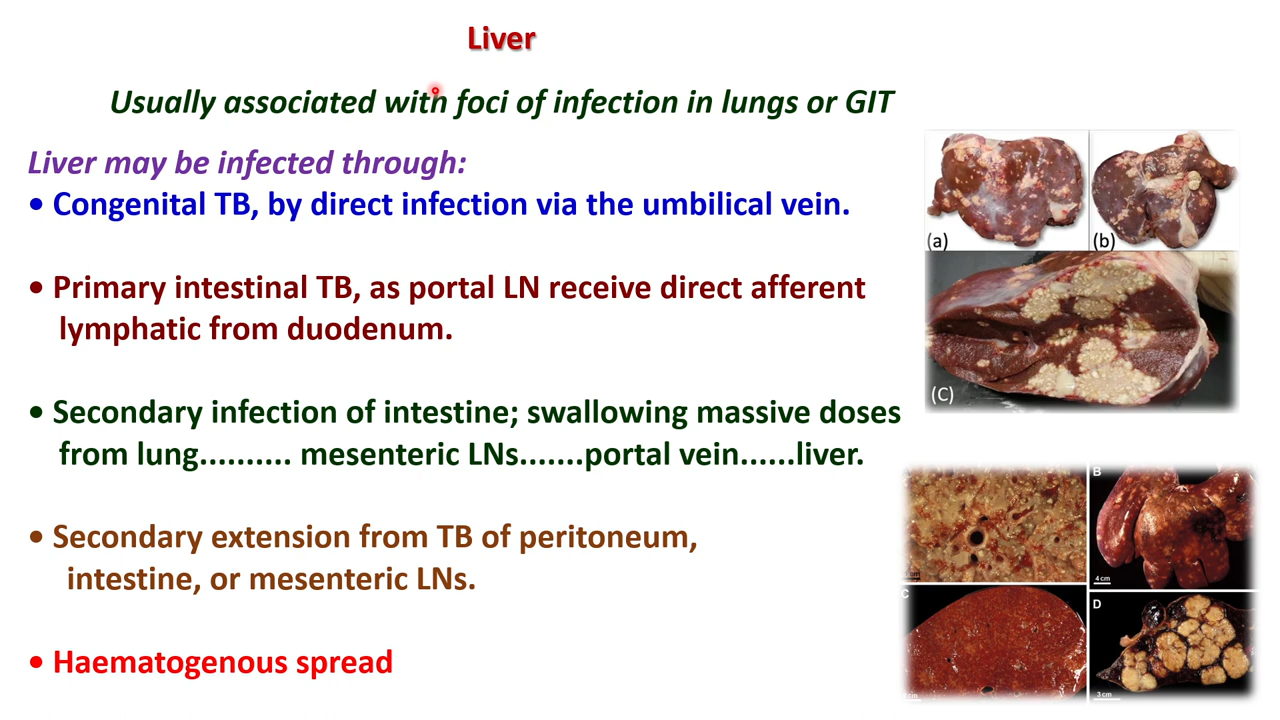 Liver
Usually associated with foci of infection in lungs or GIT
Liver may be infected through:
• Congenital TB, by direct infection via the umbilical vein.
• Primary intestinal TB, as portal LN receive direct afferent
lymphatic from duodenum.
• Secondary infection of intestine; swallowing massive doses
from lung.......... mesenteric LNs.......portal vein......liver.
• Secondary extension from TB of peritoneum,
intestine, or mesenteric LNs.
• Haematogenous spread
(a)
(b)
(C)
B
4 cm
C
D
3 cm